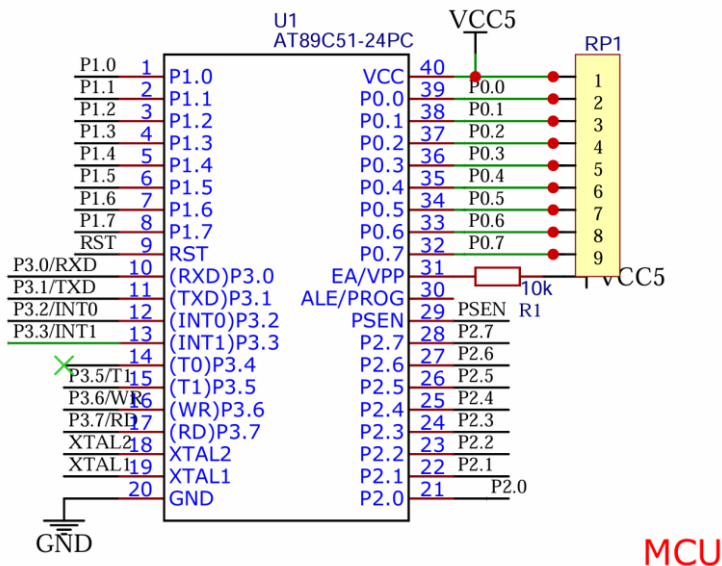 U1
AT89C51-24PC
VCC5
RP1
P1.0 1 P1.0 VCC 40 1
P1.1 2 P1.1 P0.0 39 P0.0 2
P1.2 3 P1.2 P0.1 38 P0.1 3
P1.3 4 P1.3 P0.2 37 P0.2 4
P1.4 5 P1.4 P0.3 36 P0.3 5
P1.5 6 P1.5 P0.4 35 P0.4 6
P1.6 7 P1.6 P0.5 34 P0.5 7
P1.7 8 P1.7 P0.6 33 P0.6 8
RST 9 RST P0.7 32 P0.7 9
P3.0/RXD 10 (RXD)P3.0 EA/VPP 31 10k VCC5
P3.1/TXD 11 (TXD)P3.1 ALE/PROG 30 R1
P3.2/INT0 12 (INT0)P3.2 PSEN 29 PSEN
P3.3/INT1 13 (INT1)P3.3 P2.7 28 P2.7
14 (T0)P3.4 P2.6 27 P2.6
P3.5/T1 15 (T1)P3.5 P2.5 26 P2.5
P3.6/WR 16 (WR)P3.6 P2.4 25 P2.4
P3.7/RD 17 (RD)P3.7 P2.3 24 P2.3
XTAL2 18 XTAL2 P2.2 23 P2.2
XTAL1 19 XTAL1 P2.1 22 P2.1
20 GND P2.0 21 P2.0
GND
MCU